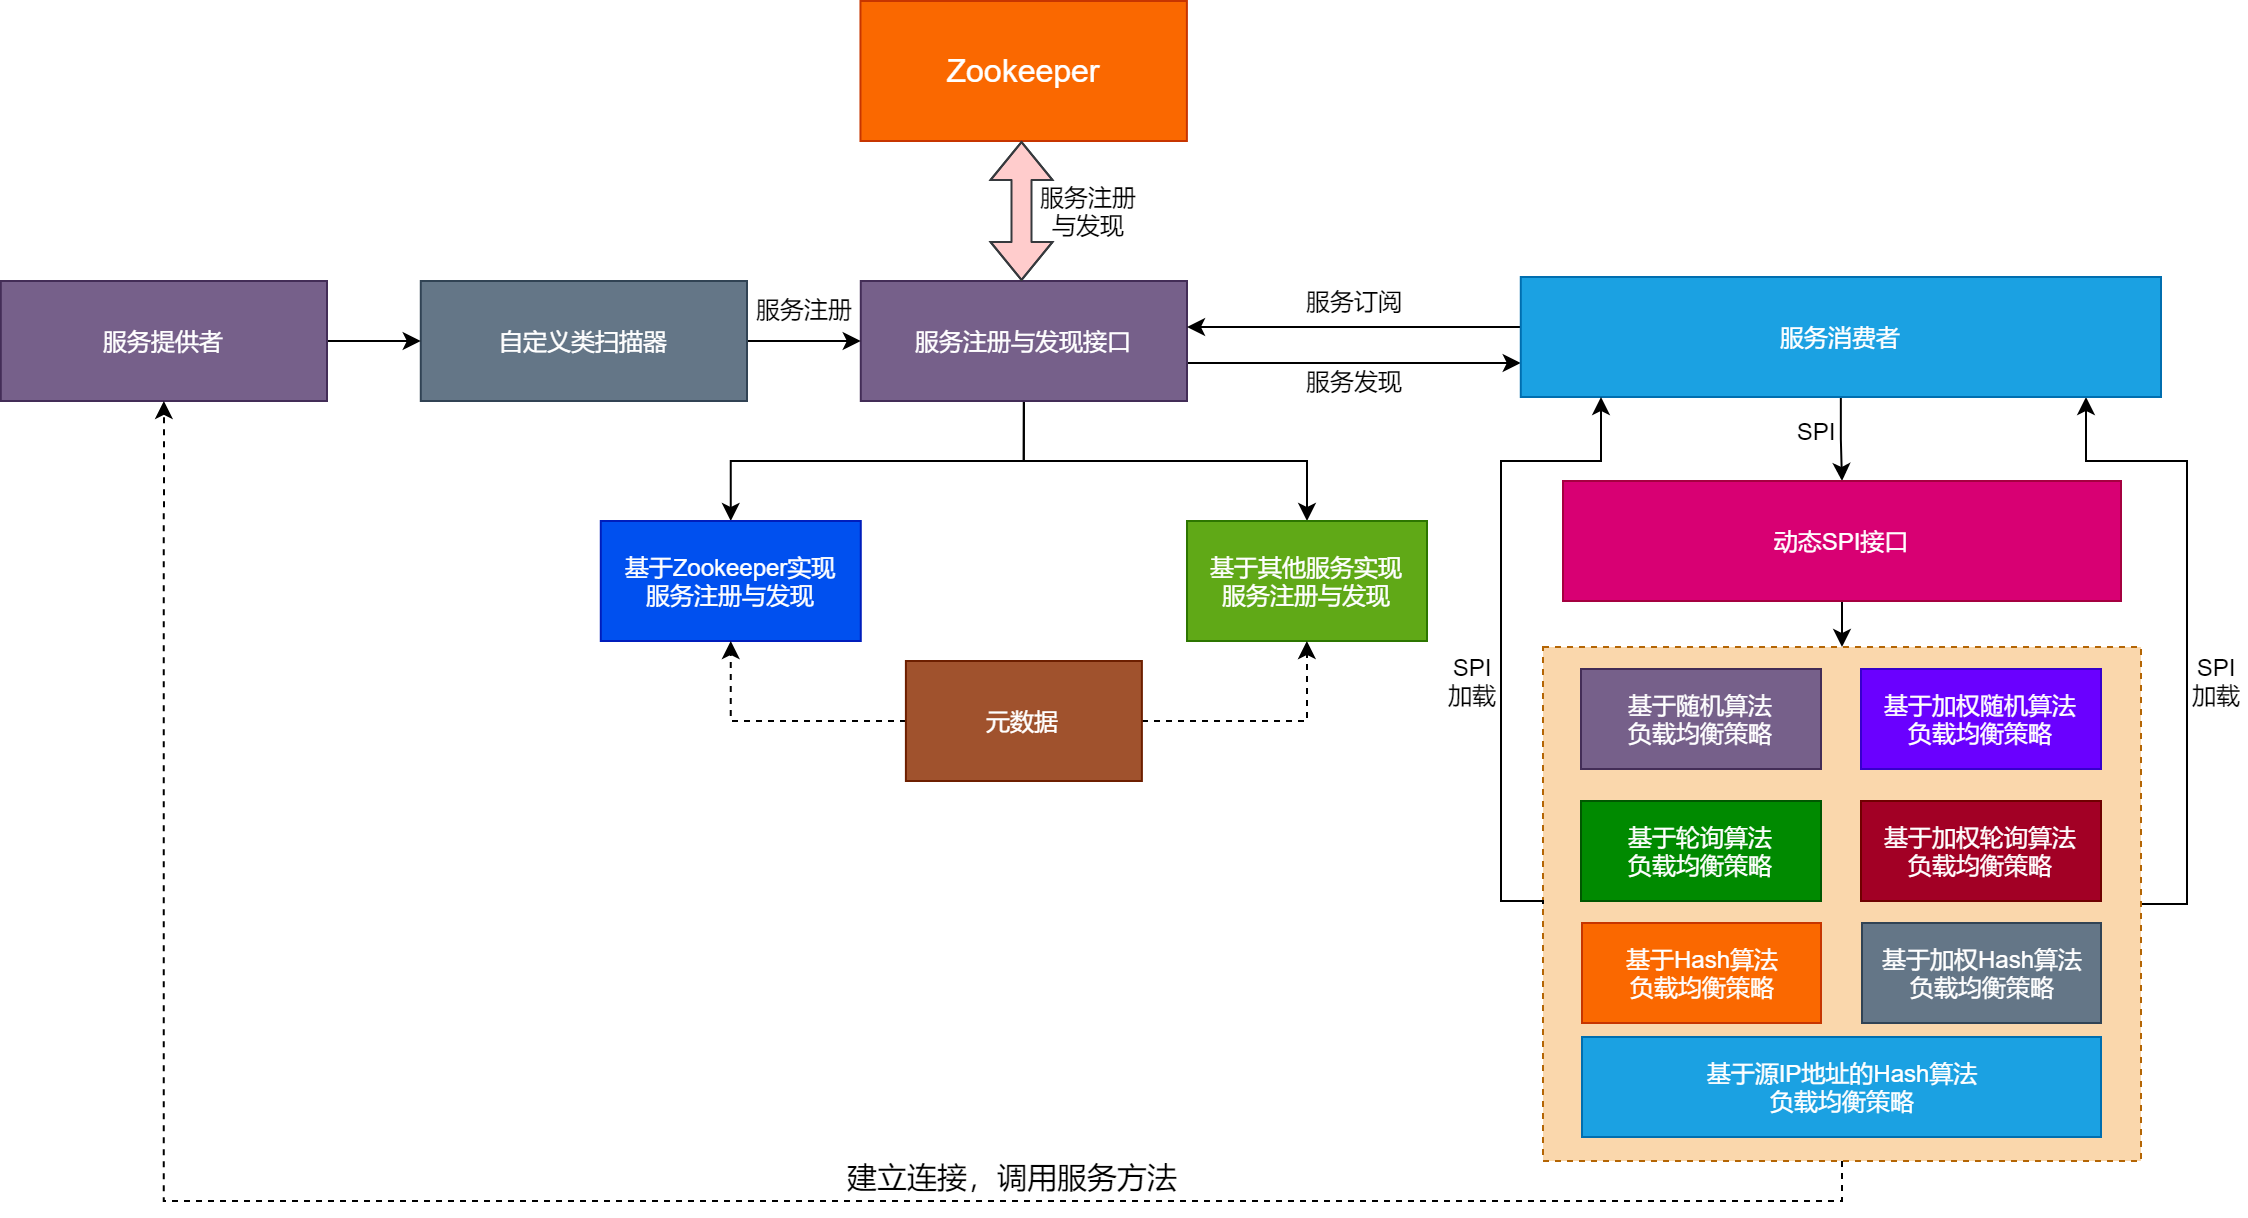 Zookeeper
服务注册
与发现
服务提供者
自定义类扫描器
服务注册
服务注册与发现接口
服务订阅
服务发现
服务消费者
SPI
动态SPI接口
基于Zookeeper实现
服务注册与发现
基于其他服务实现
服务注册与发现
元数据
SPI
加载
SPI
加载
基于随机算法
负载均衡策略
基于加权随机算法
负载均衡策略
基于轮询算法
负载均衡策略
基于加权轮询算法
负载均衡策略
基于Hash算法
负载均衡策略
基于加权Hash算法
负载均衡策略
基于源IP地址的Hash算法
负载均衡策略
建立连接，调用服务方法